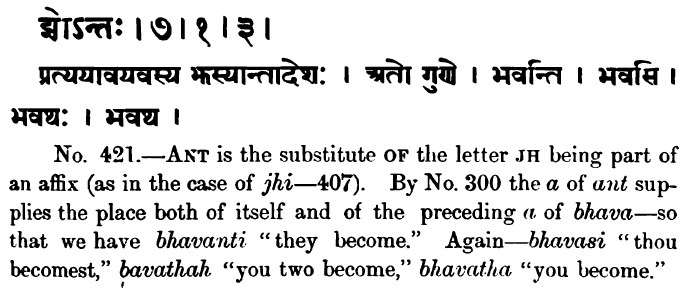 झोऽन्तः । ७ । १ । ३ ।
प्रत्ययावयवस्य झस्यान्तादेशः । अतो गुणे । भवन्ति । भवसि ।
भवथः । भवथ ।
No. 421.—ANT is the substitute OF the letter JH being part of
an affix (as in the case of jhi—407). By No. 300 the a of ant sup-
plies the place both of itself and of the preceding a of bhava—so
that we have bhavanti “they become.” Again—bhavasi “thou
becomest,” bavathah “you two become,” bhavatha “you become.”